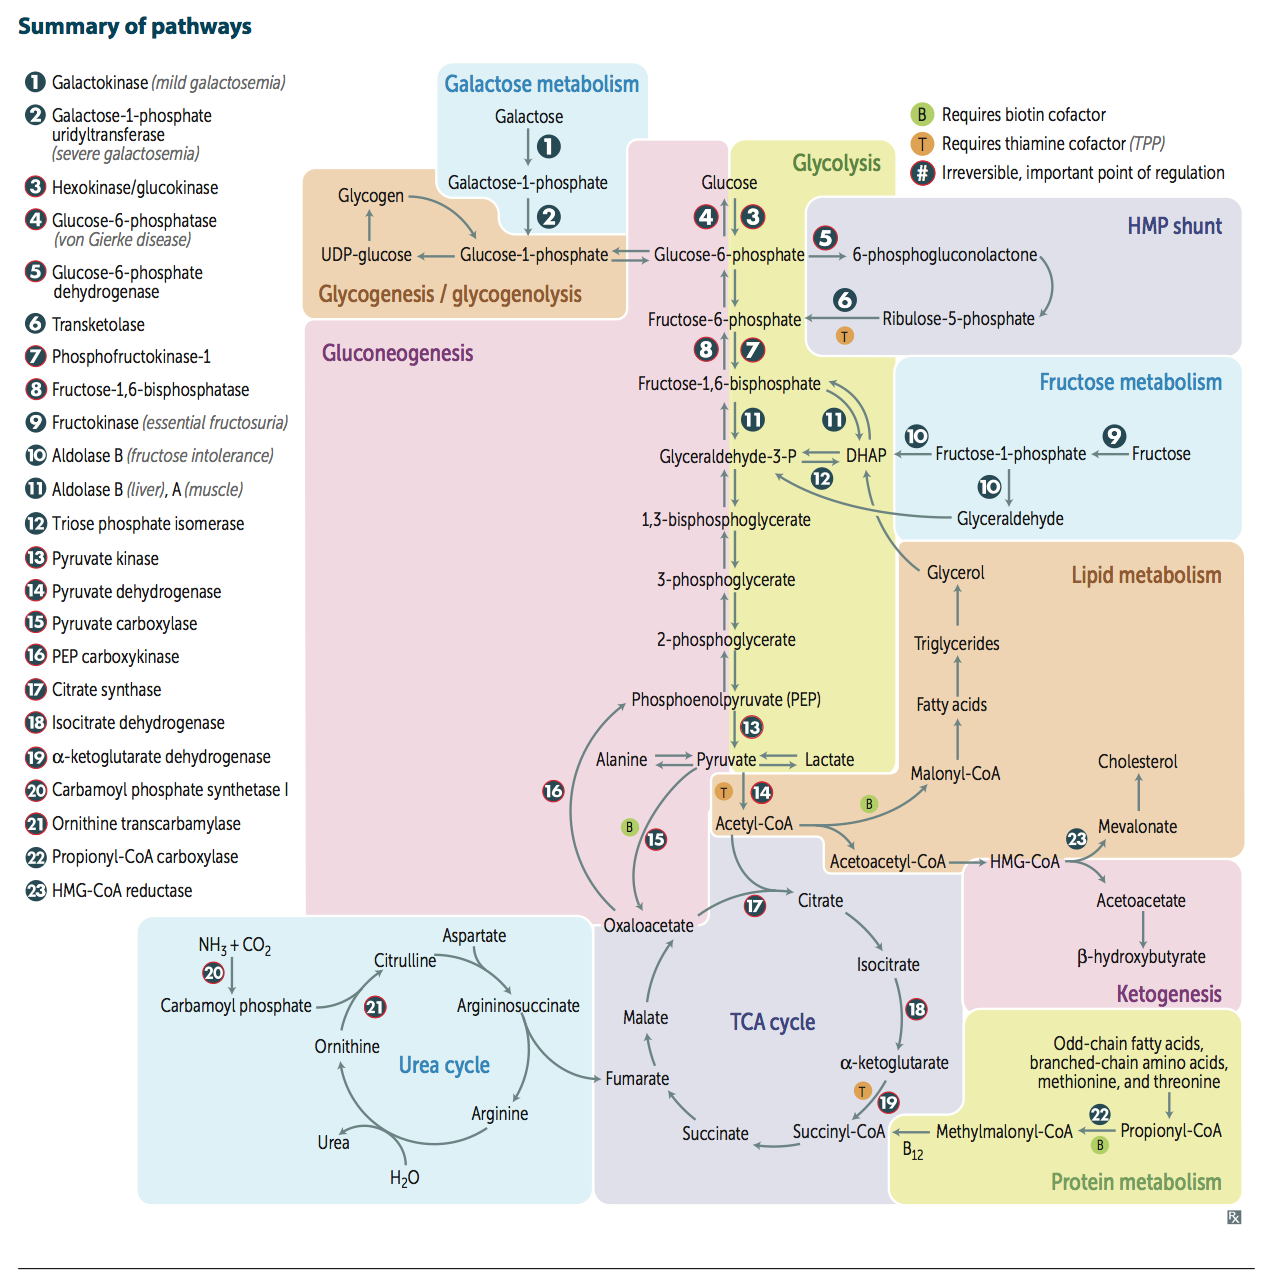 Summary of pathways
1 Galactokinase (mild galactosemia)
2 Galactose-1-phosphate
uridyltransferase
(severe galactosemia)
3 Hexokinase/glucokinase
4 Glucose-6-phosphatase
(von Gierke disease)
5 Glucose-6-phosphate
dehydrogenase
6 Transketolase
7 Phosphofructokinase-1
8 Fructose-1,6-bisphosphatase
9 Fructokinase (essential fructosuria)
10 Aldolase B (fructose intolerance)
11 Aldolase B (liver), A (muscle)
12 Triose phosphate isomerase
13 Pyruvate kinase
14 Pyruvate dehydrogenase
15 Pyruvate carboxylase
16 PEP carboxykinase
17 Citrate synthase
18 Isocitrate dehydrogenase
19 α-ketoglutarate dehydrogenase
20 Carbamoyl phosphate synthetase I
21 Ornithine transcarbamylase
22 Propionyl-CoA carboxylase
23 HMG-CoA reductase
B Requires biotin cofactor
T Requires thiamine cofactor (TPP)
# Irreversible, important point of regulation
Galactose metabolism
Galactose
1
Galactose-1-phosphate
2
Glycogen
UDP-glucose
Glucose-1-phosphate
Glycogenesis / glycogenolysis
Glycolysis
Glucose
4 3
Glucose-6-phosphate
5
6-phosphogluconolactone
HMP shunt
6
T
Ribulose-5-phosphate
Fructose-6-phosphate
Gluconeogenesis
8 7
Fructose-1,6-bisphosphate
11 11
Fructose metabolism
Glyceraldehyde-3-P
12
DHAP
10
Fructose-1-phosphate
9
Fructose
10
Glyceraldehyde
1,3-bisphosphoglycerate
3-phosphoglycerate
2-phosphoglycerate
Phosphoenolpyruvate (PEP)
13
Alanine
Pyruvate
Lactate
16
B 15
T 14
Lipid metabolism
Glycerol
Triglycerides
Fatty acids
Malonyl-CoA
B
Acetyl-CoA
Acetoacetyl-CoA
HMG-CoA
23
Mevalonate
Cholesterol
Acetoacetate
β-hydroxybutyrate
Ketogenesis
Oxaloacetate
17
Citrate
Isocitrate
18
α-ketoglutarate
T 19
Succinyl-CoA
Succinate
Fumarate
Malate
TCA cycle
NH3 + CO2
20
Carbamoyl phosphate
21
Citrulline
Aspartate
Argininosuccinate
Ornithine
Urea cycle
Arginine
Urea
H2O
Odd-chain fatty acids,
branched-chain amino acids,
methionine, and threonine
22
B
Propionyl-CoA
Methylmalonyl-CoA
B12
Protein metabolism
Rx